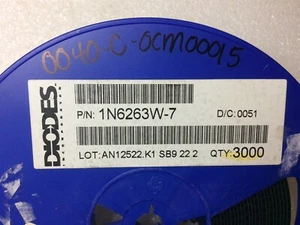 0040-C-0CM00015
DIODES
P/N: 1N6263W-7 D/C: 0051
LOT: AN12522.K1 SB9 22 2 QTY: 3000